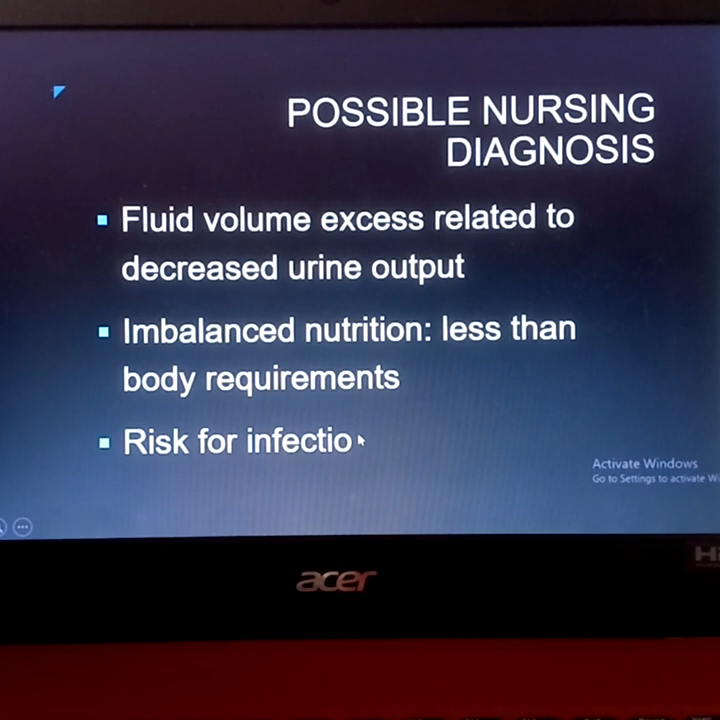 POSSIBLE NURSING
DIAGNOSIS
Fluid volume excess related to
decreased urine output
Imbalanced nutrition: less than
body requirements
Risk for infectio
Activate Windows
Go to Settings to activate Wi
acer
H